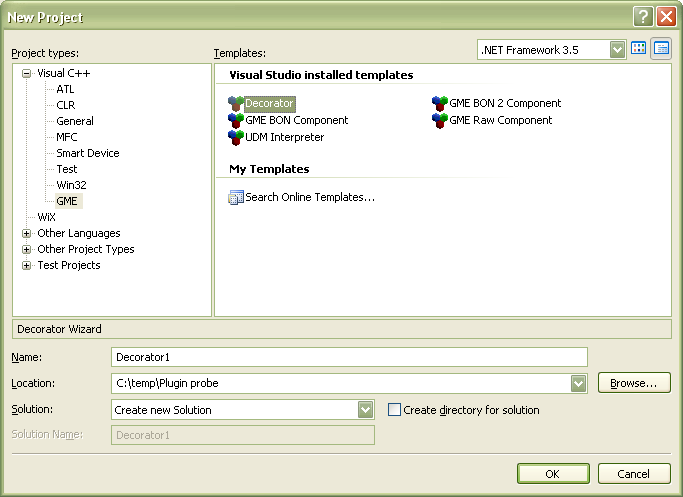 New Project
Project types:
Templates:
.NET Framework 3.5
Visual C++
ATL
CLR
General
MFC
Smart Device
Test
Win32
GME
WiX
Other Languages
Other Project Types
Test Projects
Visual Studio installed templates
Decorator
GME BON 2 Component
GME BON Component
GME Raw Component
UDM Interpreter
My Templates
Search Online Templates...
Decorator Wizard
Name:
Decorator1
Location:
C:\temp\Plugin probe
Browse...
Solution:
Create new Solution
Create directory for solution
Solution Name:
Decorator1
OK
Cancel